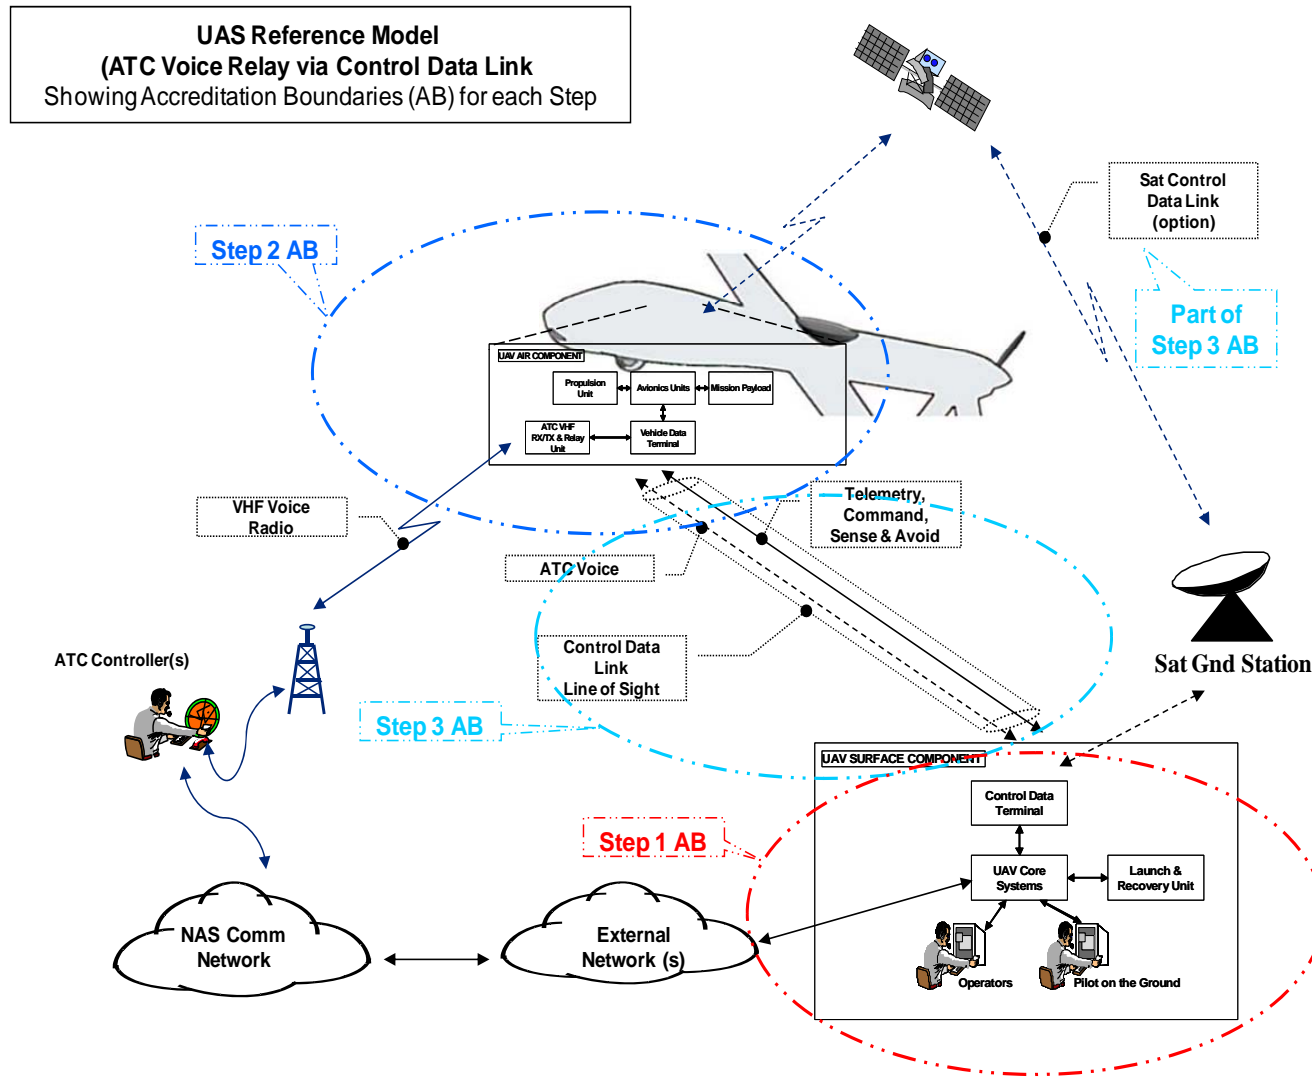 UAS Reference Model
(ATC Voice Relay via Control Data Link
Showing Accreditation Boundaries (AB) for each Step
Sat Control
Data Link
(option)
Step 2 AB
Part of
Step 3 AB
UAV AIR COMPONENT
Propulsion
Unit
Avionics Units
Mission Payload
ATC VHF
RX/TX & Relay
Unit
Vehicle Data
Terminal
VHF Voice
Radio
Telemetry,
Command,
Sense & Avoid
ATC Voice
Control Data
Link
Line of Sight
ATC Controller(s)
Sat Gnd Station
Step 3 AB
UAV SURFACE COMPONENT
Control Data
Terminal
Step 1 AB
UAV Core
Systems
Launch &
Recovery Unit
NAS Comm
Network
External
Network (s)
Operators
Pilot on the Ground